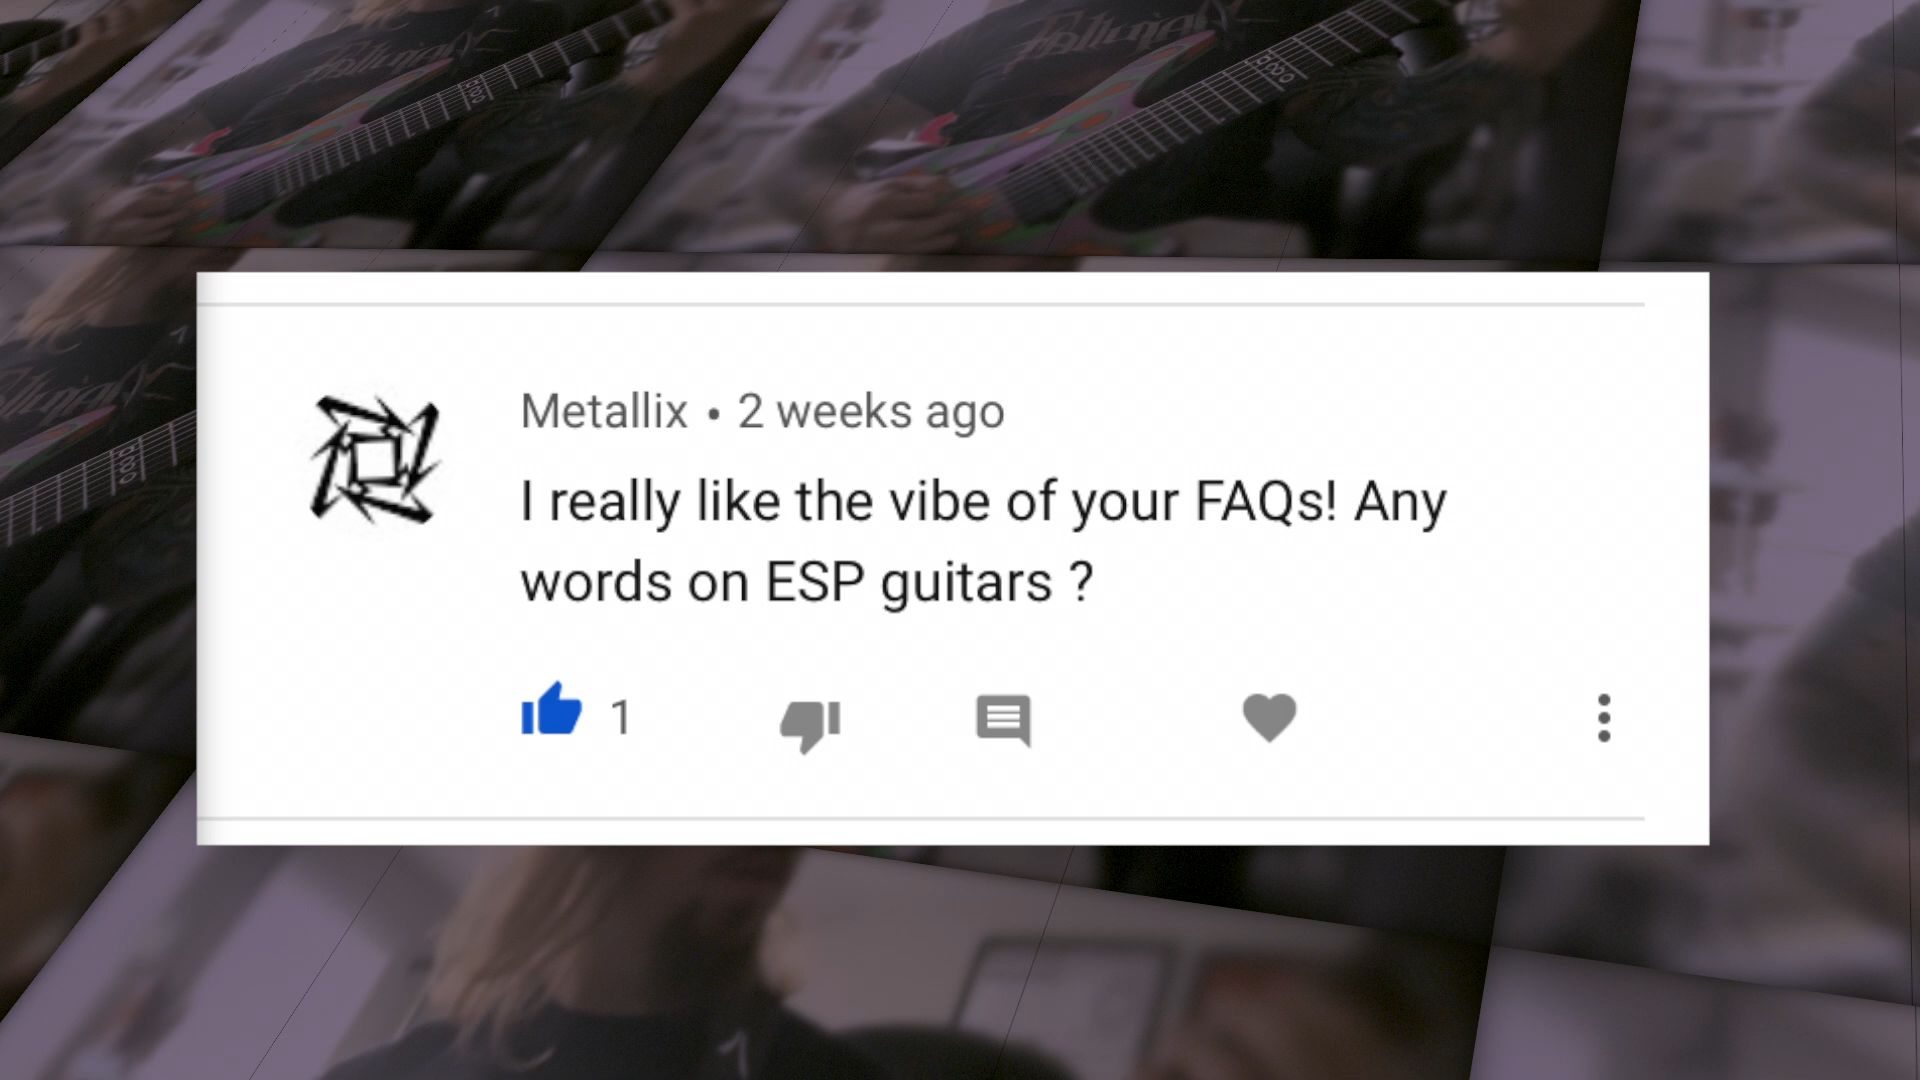 Metallix • 2 weeks ago
I really like the vibe of your FAQs! Any
words on ESP guitars ?
1